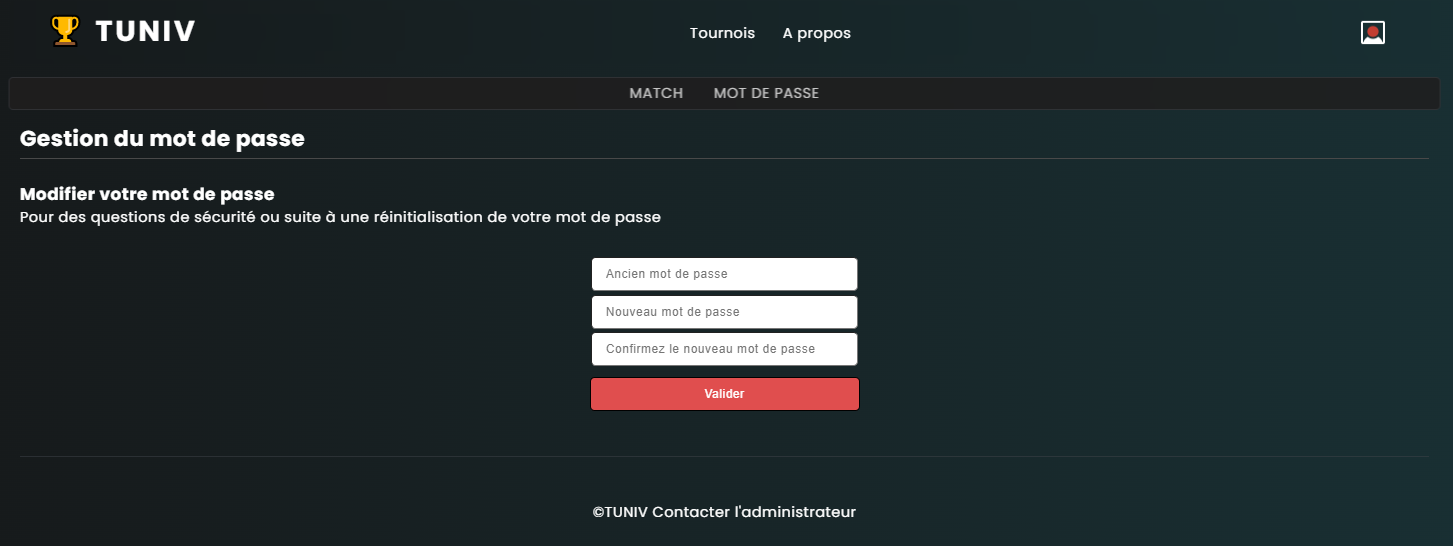 TUNIV
Tournois A propos
MATCH MOT DE PASSE
Gestion du mot de passe
Modifier votre mot de passe
Pour des questions de sécurité ou suite à une réinitialisation de votre mot de passe
Ancien mot de passe
Nouveau mot de passe
Confirmez le nouveau mot de passe
Valider
©TUNIV Contacter l'administrateur